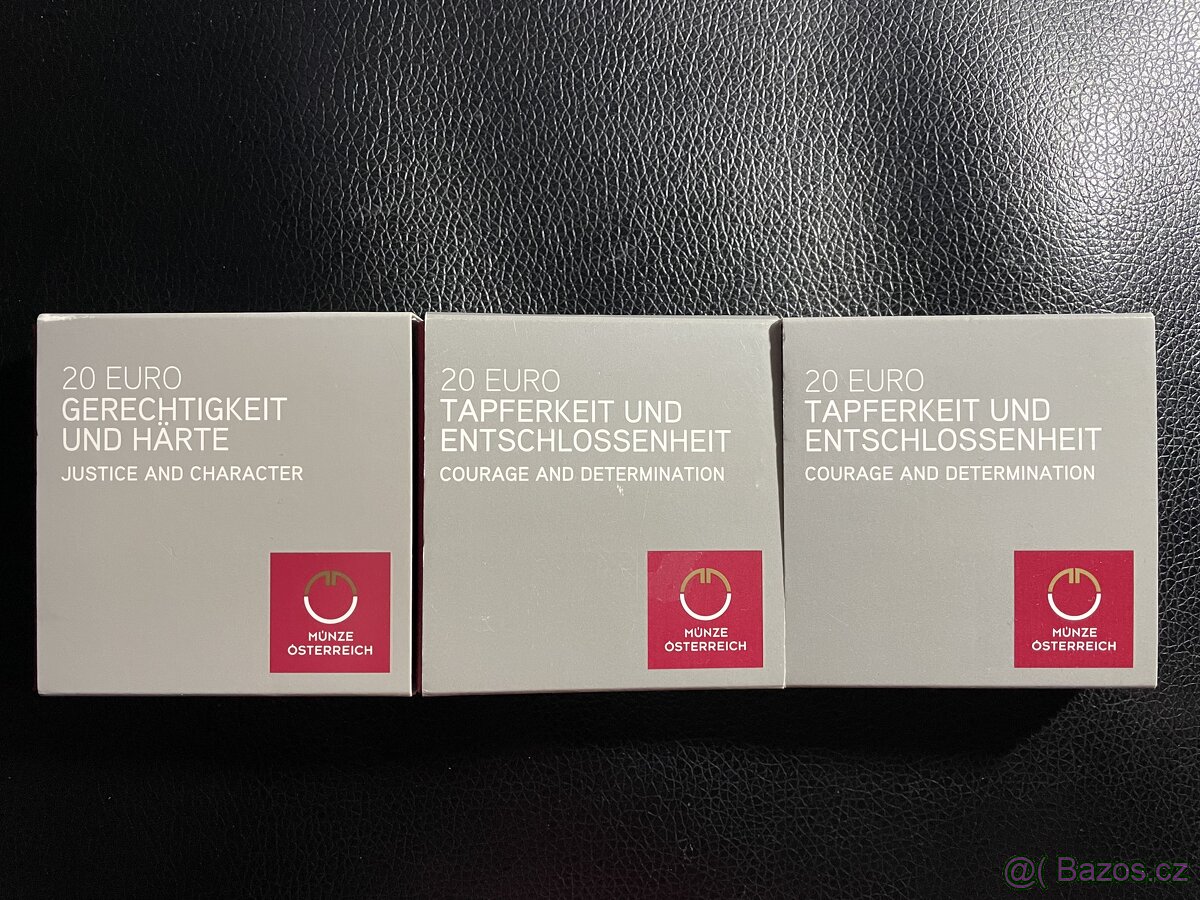 20 EURO
GERECHTIGKEIT
UND HÄRTE
JUSTICE AND CHARACTER
MÜNZE
ÖSTERREICH
20 EURO
TAPFERKEIT UND
ENTSCHLOSSENHEIT
COURAGE AND DETERMINATION
MÜNZE
ÖSTERREICH
20 EURO
TAPFERKEIT UND
ENTSCHLOSSENHEIT
COURAGE AND DETERMINATION
MÜNZE
ÖSTERREICH
@( Bazos.cz